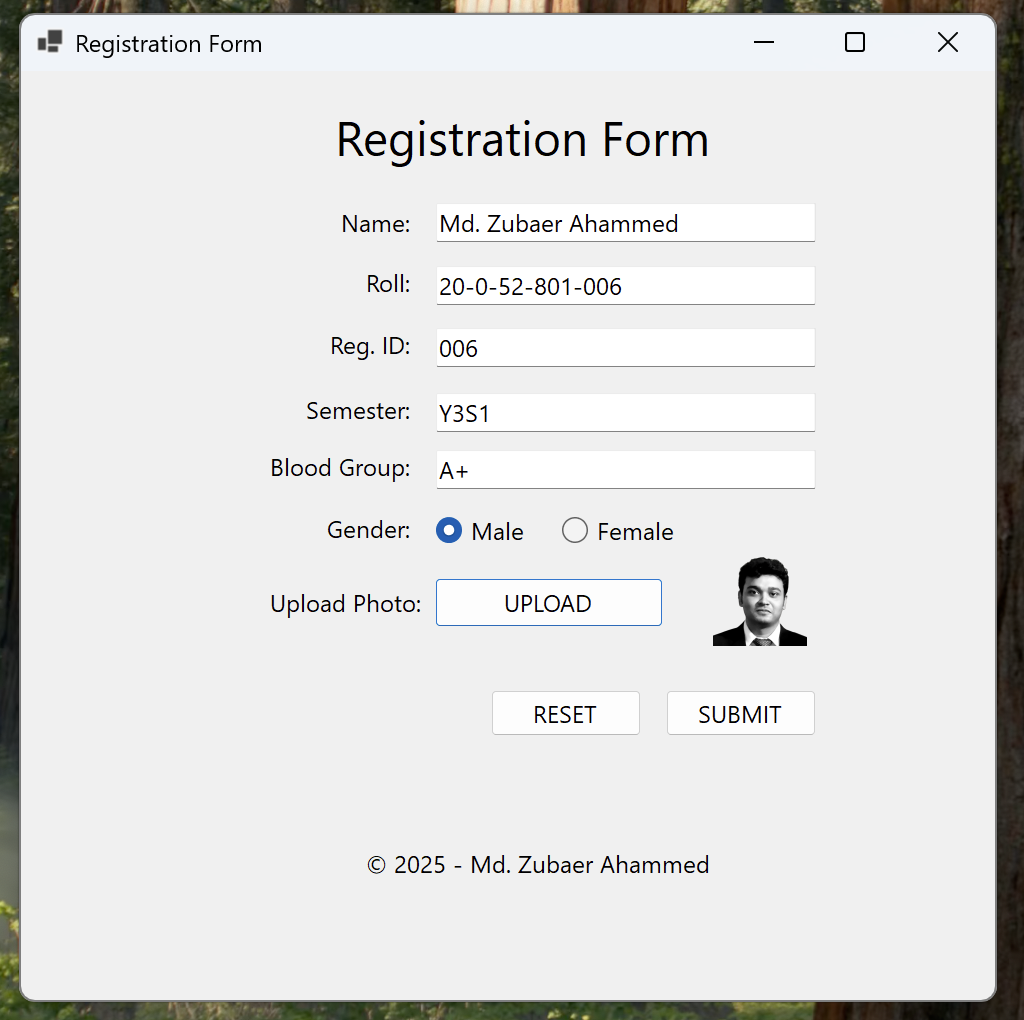 Registration Form
Registration Form
Name: Md. Zubaer Ahammed
Roll: 20-0-52-801-006
Reg. ID: 006
Semester: Y3S1
Blood Group: A+
Gender: Male Female
Upload Photo: UPLOAD
RESET SUBMIT
© 2025 - Md. Zubaer Ahammed